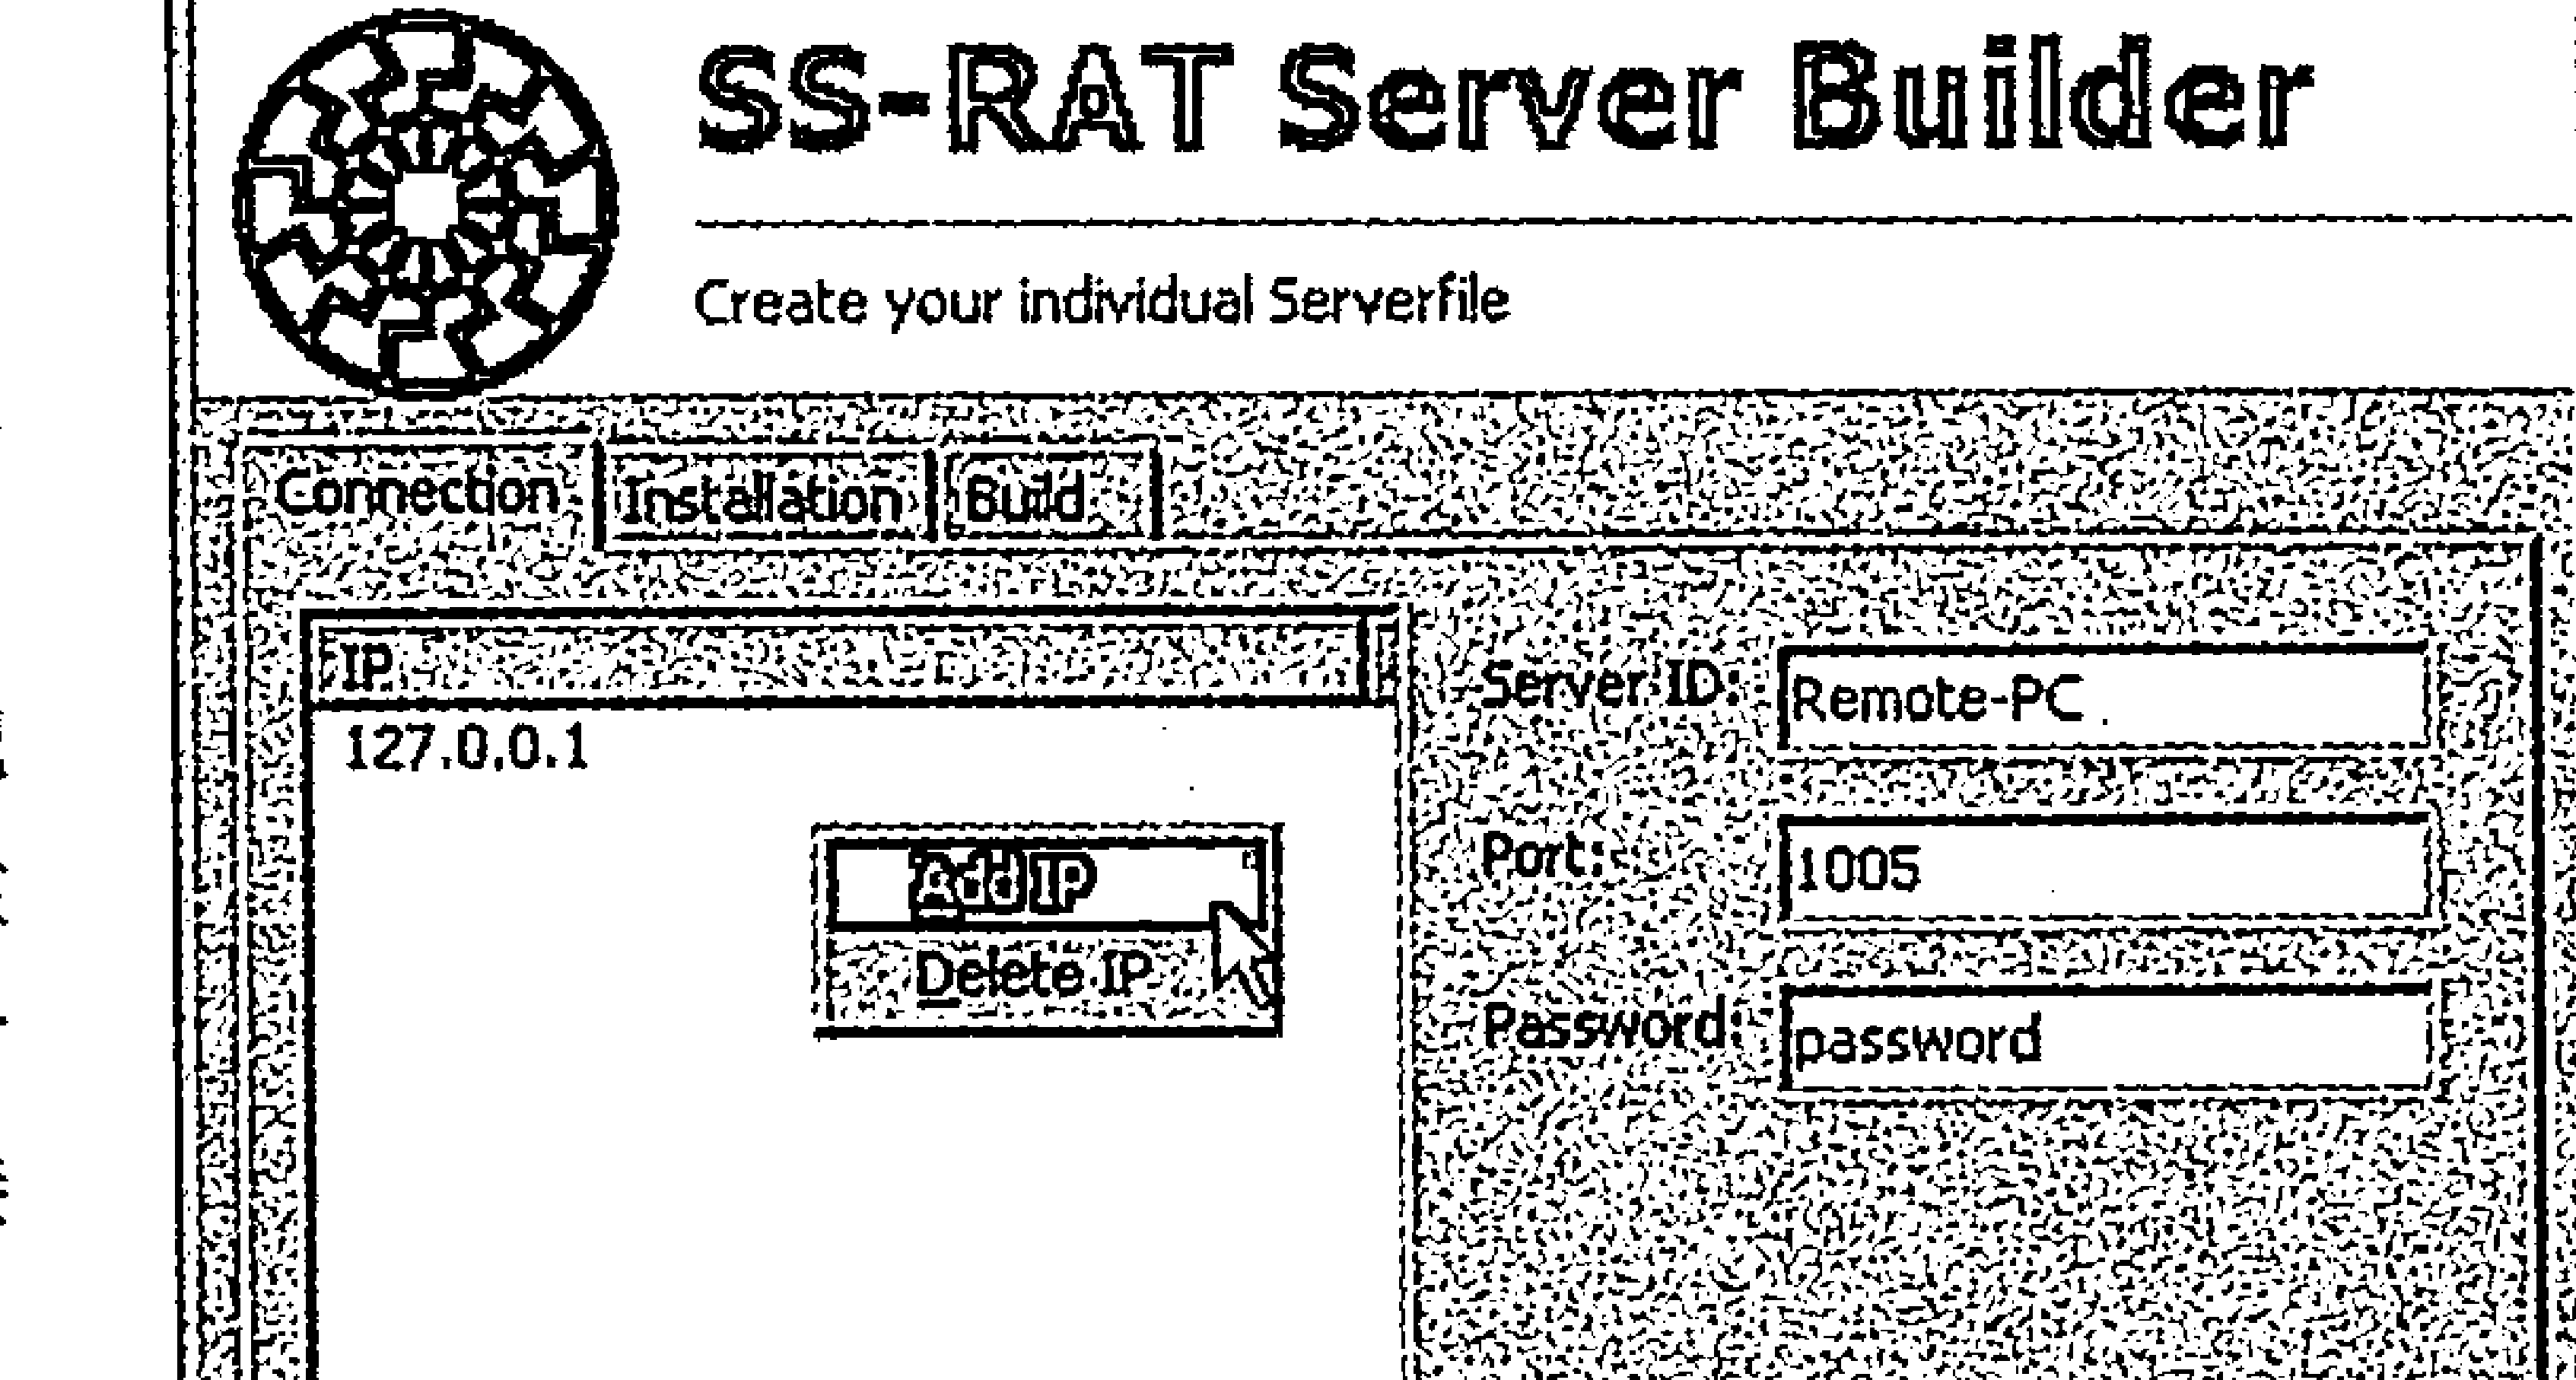 SS-RAT Server Builder
Create your individual Serverfile
Connection
Installation
Build
IP
127.0.0.1
Add IP
Delete IP
Server ID:
Remote-PC
Port:
1005
Password:
password